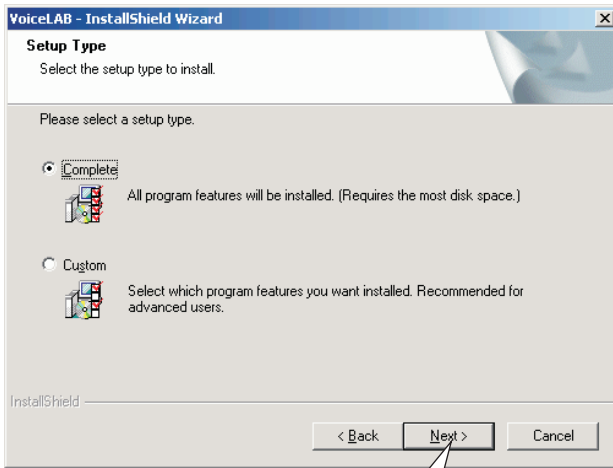 VoiceLAB - InstallShield Wizard
Setup Type
Select the setup type to install.
Please select a setup type.
Complete
All program features will be installed. (Requires the most disk space.)
Custom
Select which program features you want installed. Recommended for
advanced users.
InstallShield
< Back Next > Cancel